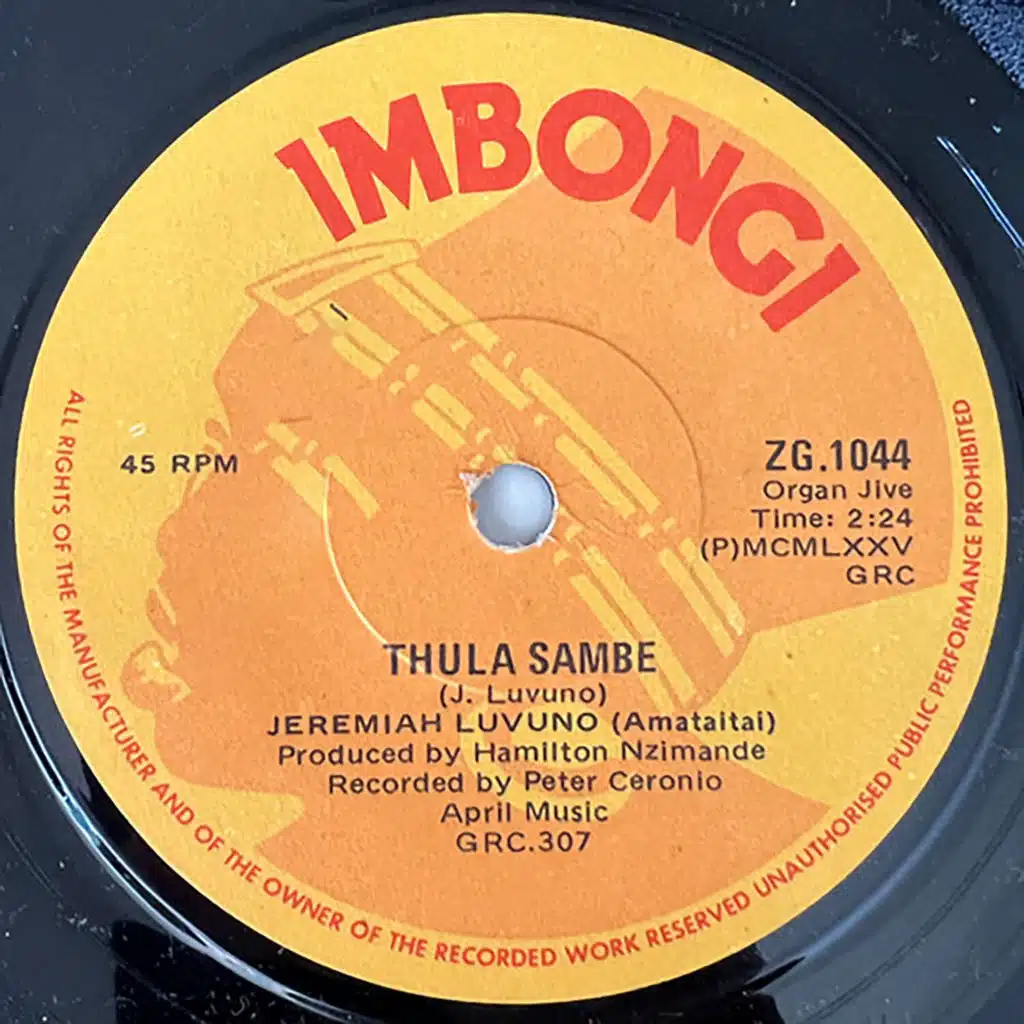 IMBONGI
45 RPM
ZG.1044
Organ Jive
Time: 2:24
(P)MCMLXXV
GRC
THULA SAMBE
(J. Luvuno)
JEREMIAH LUVUNO (Amataitai)
Produced by Hamilton Nzimande
Recorded by Peter Ceronio
April Music
GRC.307
ALL RIGHTS OF THE MANUFACTURER AND OF THE OWNER OF THE RECORDED WORK RESERVED UNAUTHORISED PUBLIC PERFORMANCE PROHIBITED